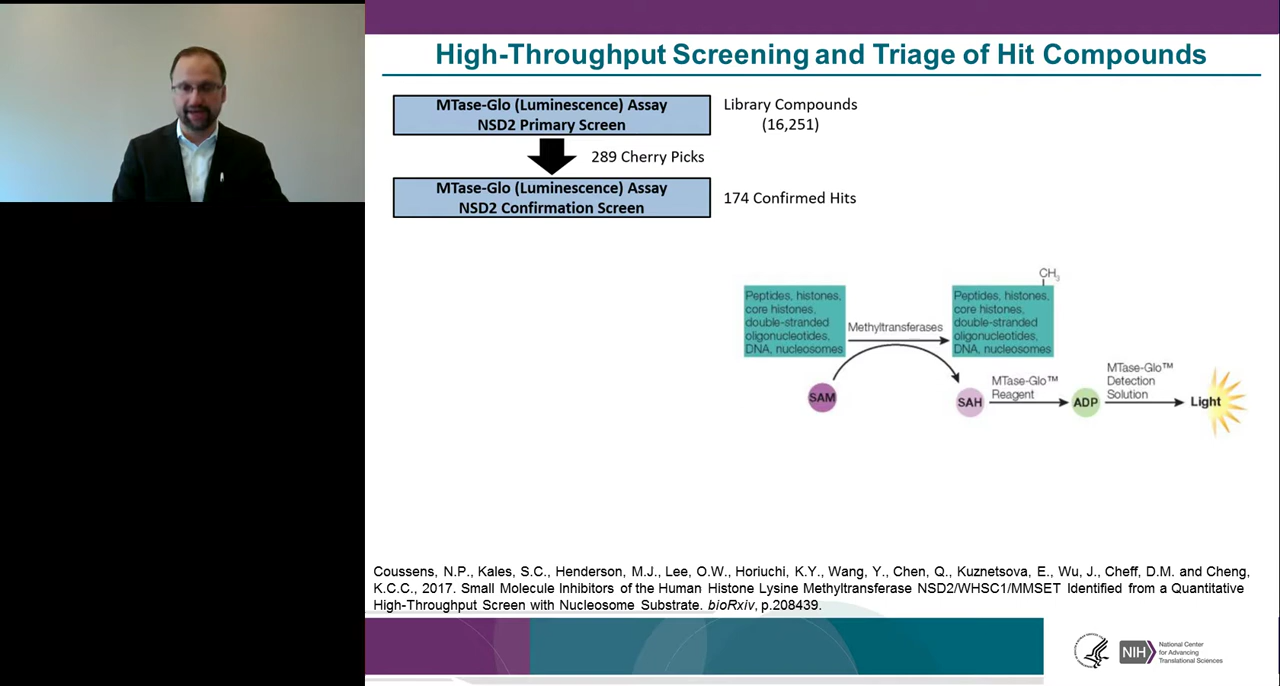 High-Throughput Screening and Triage of Hit Compounds
MTase-Glo (Luminescence) Assay
NSD2 Primary Screen
Library Compounds
(16,251)
289 Cherry Picks
MTase-Glo (Luminescence) Assay
NSD2 Confirmation Screen
174 Confirmed Hits
Peptides, histones,
core histones,
double-stranded
oligonucleotides,
DNA, nucleosomes
Methyltransferases
CH3
Peptides, histones,
core histones,
double-stranded
oligonucleotides,
DNA, nucleosomes
SAM
SAH
MTase-Glo™
Reagent
ADP
MTase-Glo™
Detection
Solution
Light
Coussens, N.P., Kales, S.C., Henderson, M.J., Lee, O.W., Horiuchi, K.Y., Wang, Y., Chen, Q., Kuznetsova, E., Wu, J., Cheff, D.M. and Cheng,
K.C.C., 2017. Small Molecule Inhibitors of the Human Histone Lysine Methyltransferase NSD2/WHSC1/MMSET Identified from a Quantitative
High-Throughput Screen with Nucleosome Substrate. bioRxiv, p.208439.
NIH
National Center
for Advancing
Translational Sciences